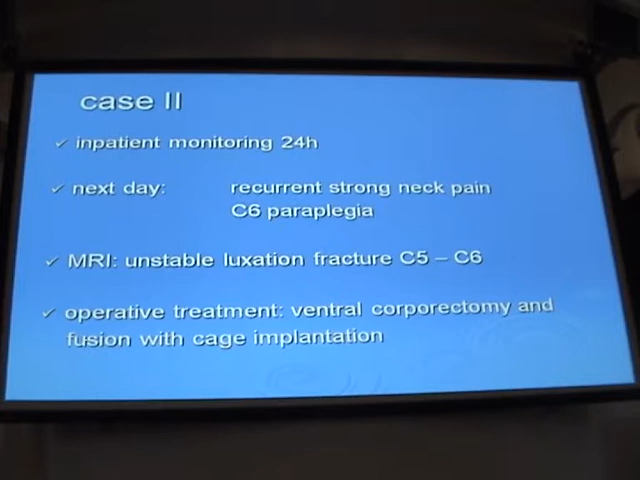 case II
✓ inpatient monitoring 24h
✓ next day: recurrent strong neck pain
C6 paraplegia
✓ MRI: unstable luxation fracture C5 – C6
✓ operative treatment: ventral corporectomy and
fusion with cage implantation